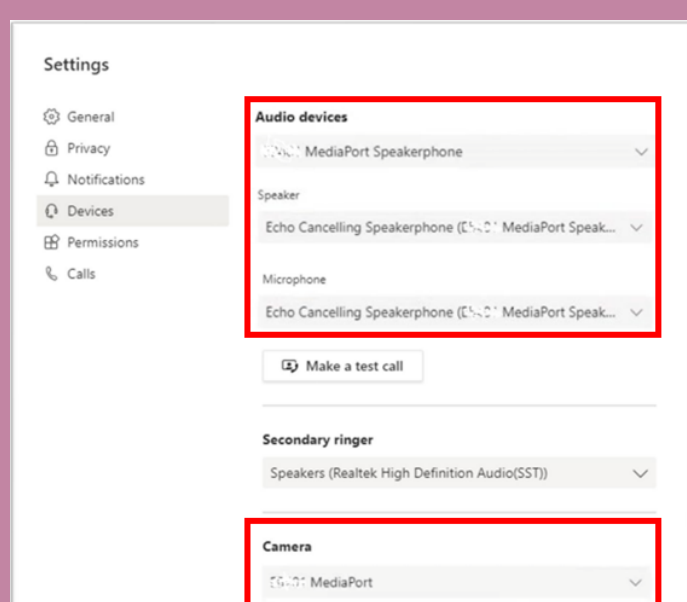 Settings
General
Privacy
Notifications
Devices
Permissions
Calls
Audio devices
MediaPort Speakerphone
Speaker
Echo Cancelling Speakerphone ( MediaPort Speak...
Microphone
Echo Cancelling Speakerphone ( MediaPort Speak...
Make a test call
Secondary ringer
Speakers (Realtek High Definition Audio(SST))
Camera
MediaPort